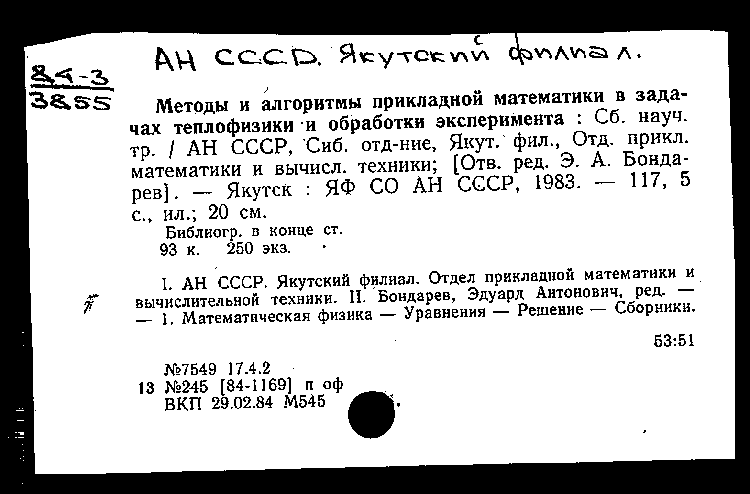 АН СССР. Якутский филиал.
84-3
3855
Методы и алгоритмы прикладной математики в зада-
чах теплофизики и обработки эксперимента : Сб. науч.
тр. / АН СССР, Сиб. отд-ние, Якут. фил., Отд. прикл.
математики и вычисл. техники; [Отв. ред. Э. А. Бонда-
рев]. — Якутск : ЯФ СО АН СССР, 1983. — 117, 5
с., ил.; 20 см.
Библиогр. в конце ст.
93 к. 250 экз.
I. АН СССР. Якутский филиал. Отдел прикладной математики и
вычислительной техники. II. Бондарев, Эдуард Антонович, ред. —
— 1. Математическая физика — Уравнения — Решение — Сборники.
53:51
№7549 17.4.2
13 №245 [84-1169] п оф
ВКП 29.02.84 М545